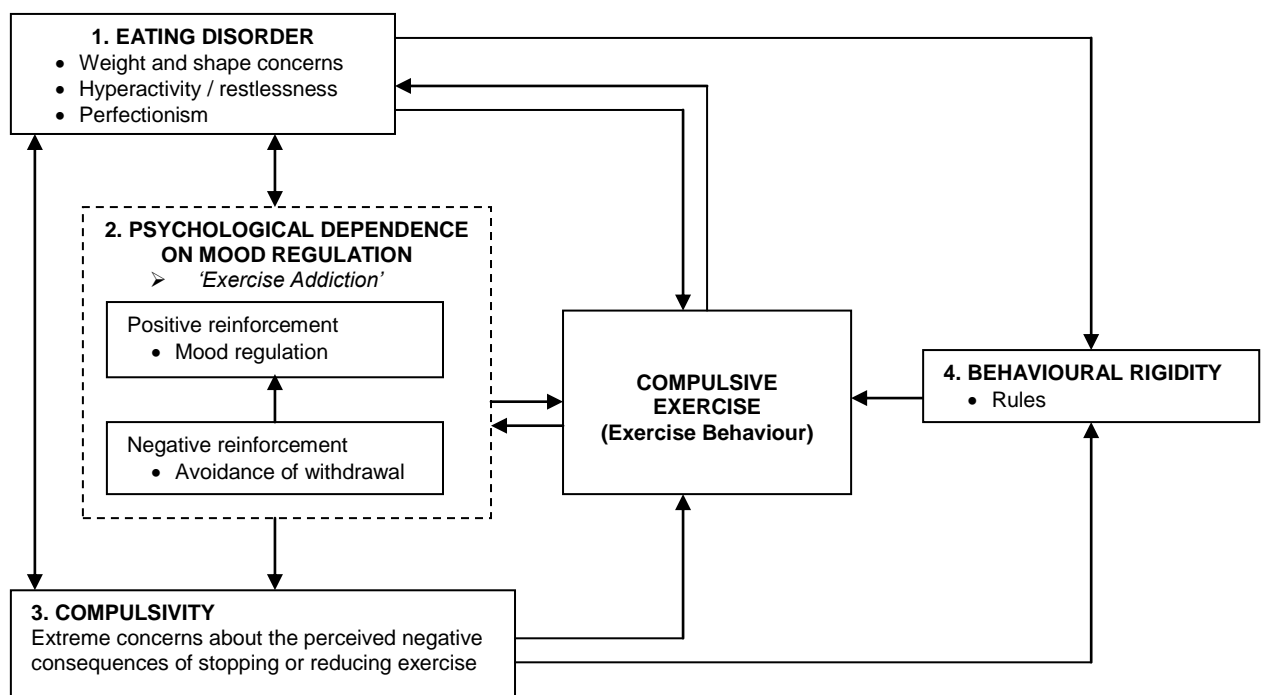 1. EATING DISORDER
• Weight and shape concerns
• Hyperactivity / restlessness
• Perfectionism
2. PSYCHOLOGICAL DEPENDENCE
ON MOOD REGULATION
➢ ‘Exercise Addiction’
Positive reinforcement
• Mood regulation
Negative reinforcement
• Avoidance of withdrawal
COMPULSIVE
EXERCISE
(Exercise Behaviour)
4. BEHAVIOURAL RIGIDITY
• Rules
3. COMPULSIVITY
Extreme concerns about the perceived negative
consequences of stopping or reducing exercise